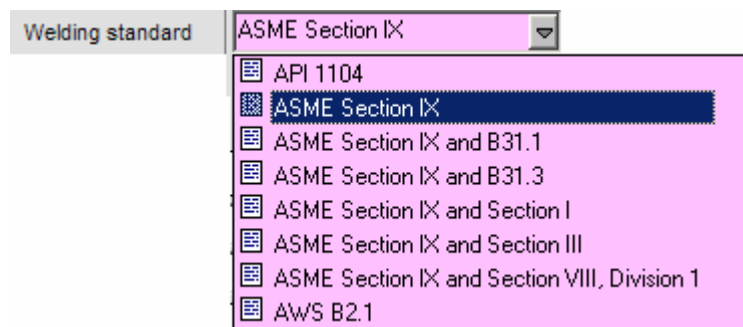 Welding standard ASME Section IX
API 1104
ASME Section IX
ASME Section IX and B31.1
ASME Section IX and B31.3
ASME Section IX and Section I
ASME Section IX and Section III
ASME Section IX and Section VIII, Division 1
AWS B2.1